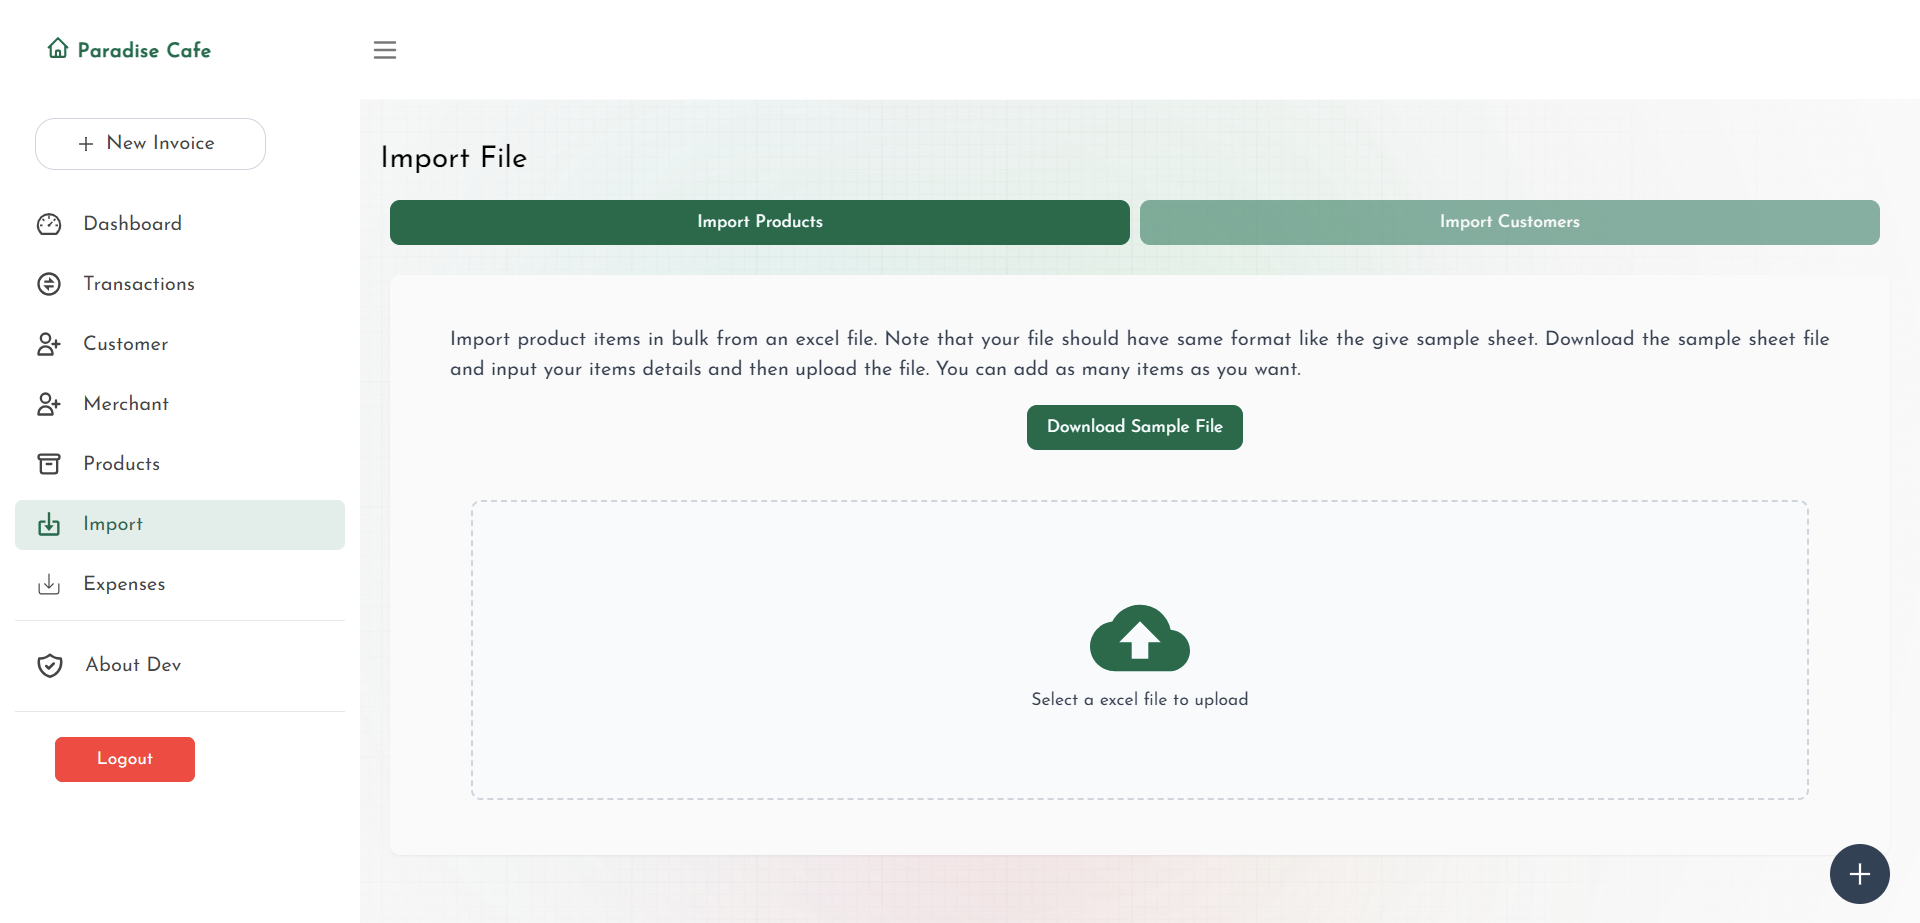 Paradise Cafe
New Invoice
Dashboard
Transactions
Customer
Merchant
Products
Import
Expenses
About Dev
Logout
Import File
Import Products
Import Customers
Import product items in bulk from an excel file. Note that your file should have same format like the give sample sheet. Download the sample sheet file
and input your items details and then upload the file. You can add as many items as you want.
Download Sample File
Select a excel file to upload